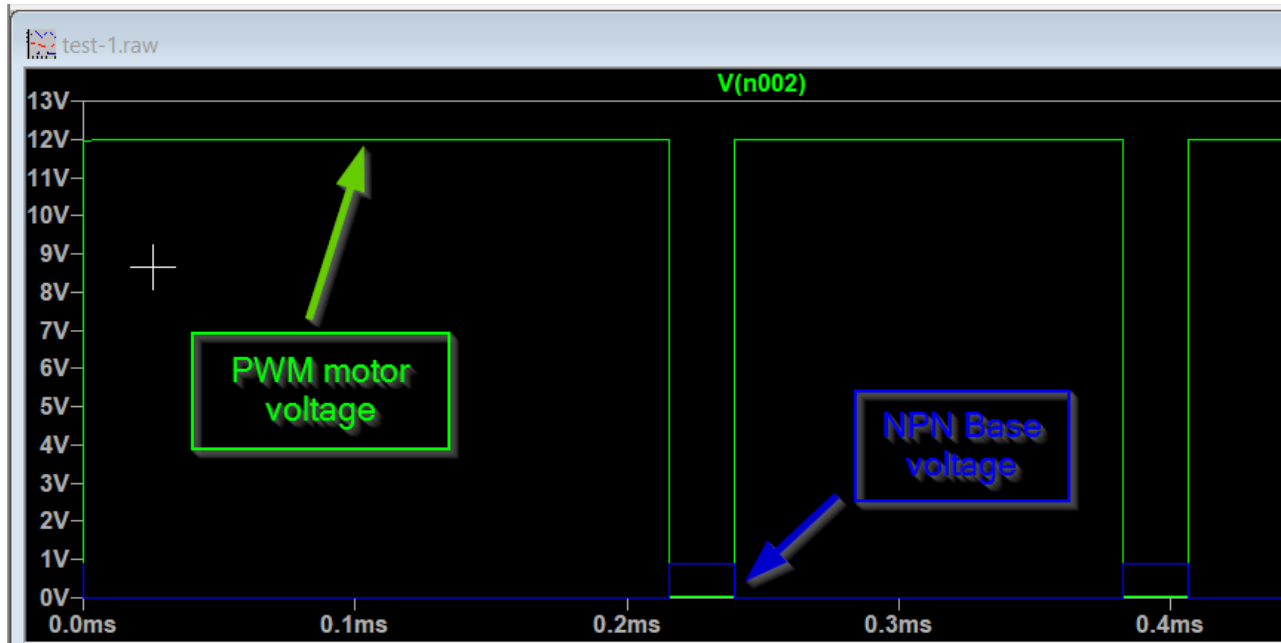 test-1.raw
V(n002)
13V
12V
11V
10V
9V
8V
7V
6V
5V
4V
3V
2V
1V
0V
PWM motor
voltage
NPN Base
voltage
0.0ms 0.1ms 0.2ms 0.3ms 0.4ms